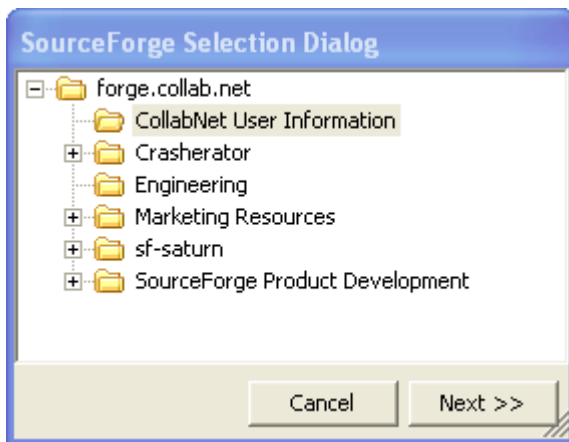 SourceForge Selection Dialog
forge.collab.net
CollabNet User Information
Crasherator
Engineering
Marketing Resources
sf-saturn
SourceForge Product Development
Cancel Next >>